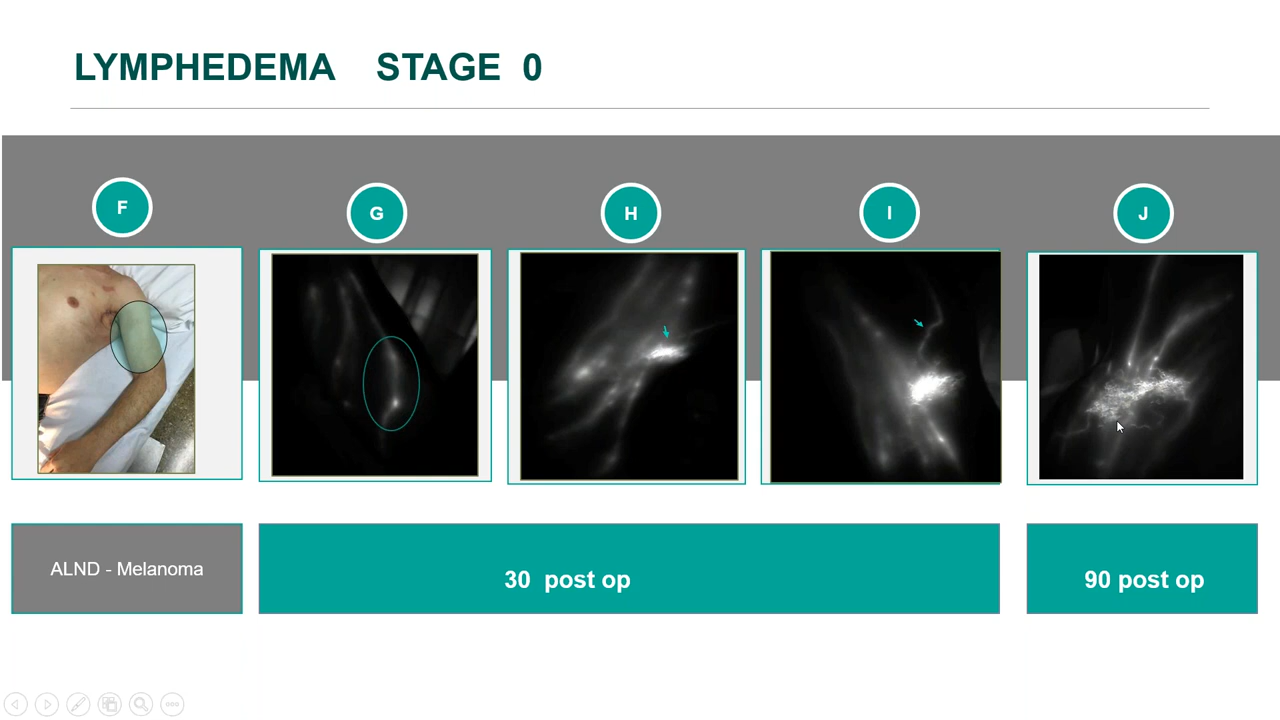 LYMPHEDEMA STAGE 0
F
G
H
I
J
ALND - Melanoma
30 post op
90 post op